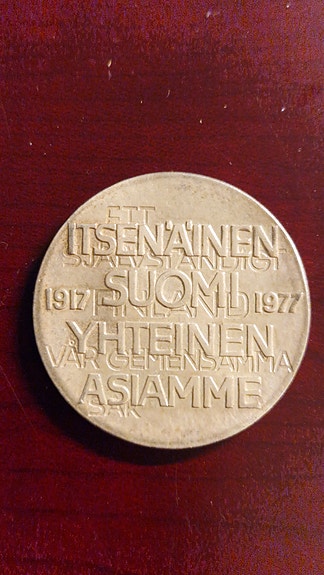 ETT
ITSENÄINEN
SJÄLVSTÄNDIGT
SUOMI
1917 FINLAND 1977
YHTEINEN
VÅR GEMENSAMMA
ASIAMME
SAK